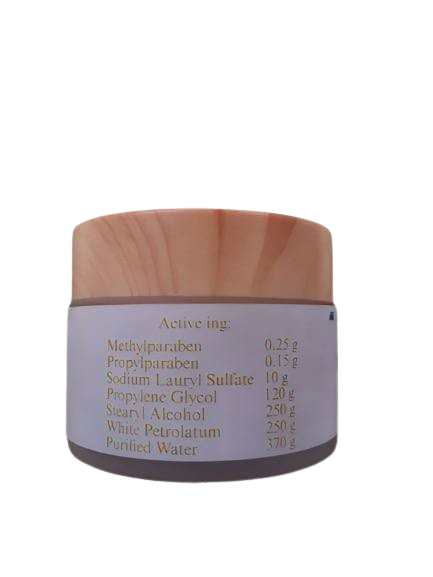 Active ing:
Methylparaben 0.25 g
Propylparaben 0.15 g
Sodium Lauryl Sulfate 10 g
Propylene Glycol 120 g
Stearyl Alcohol 250 g
White Petrolatum 250 g
Purified Water 370 g